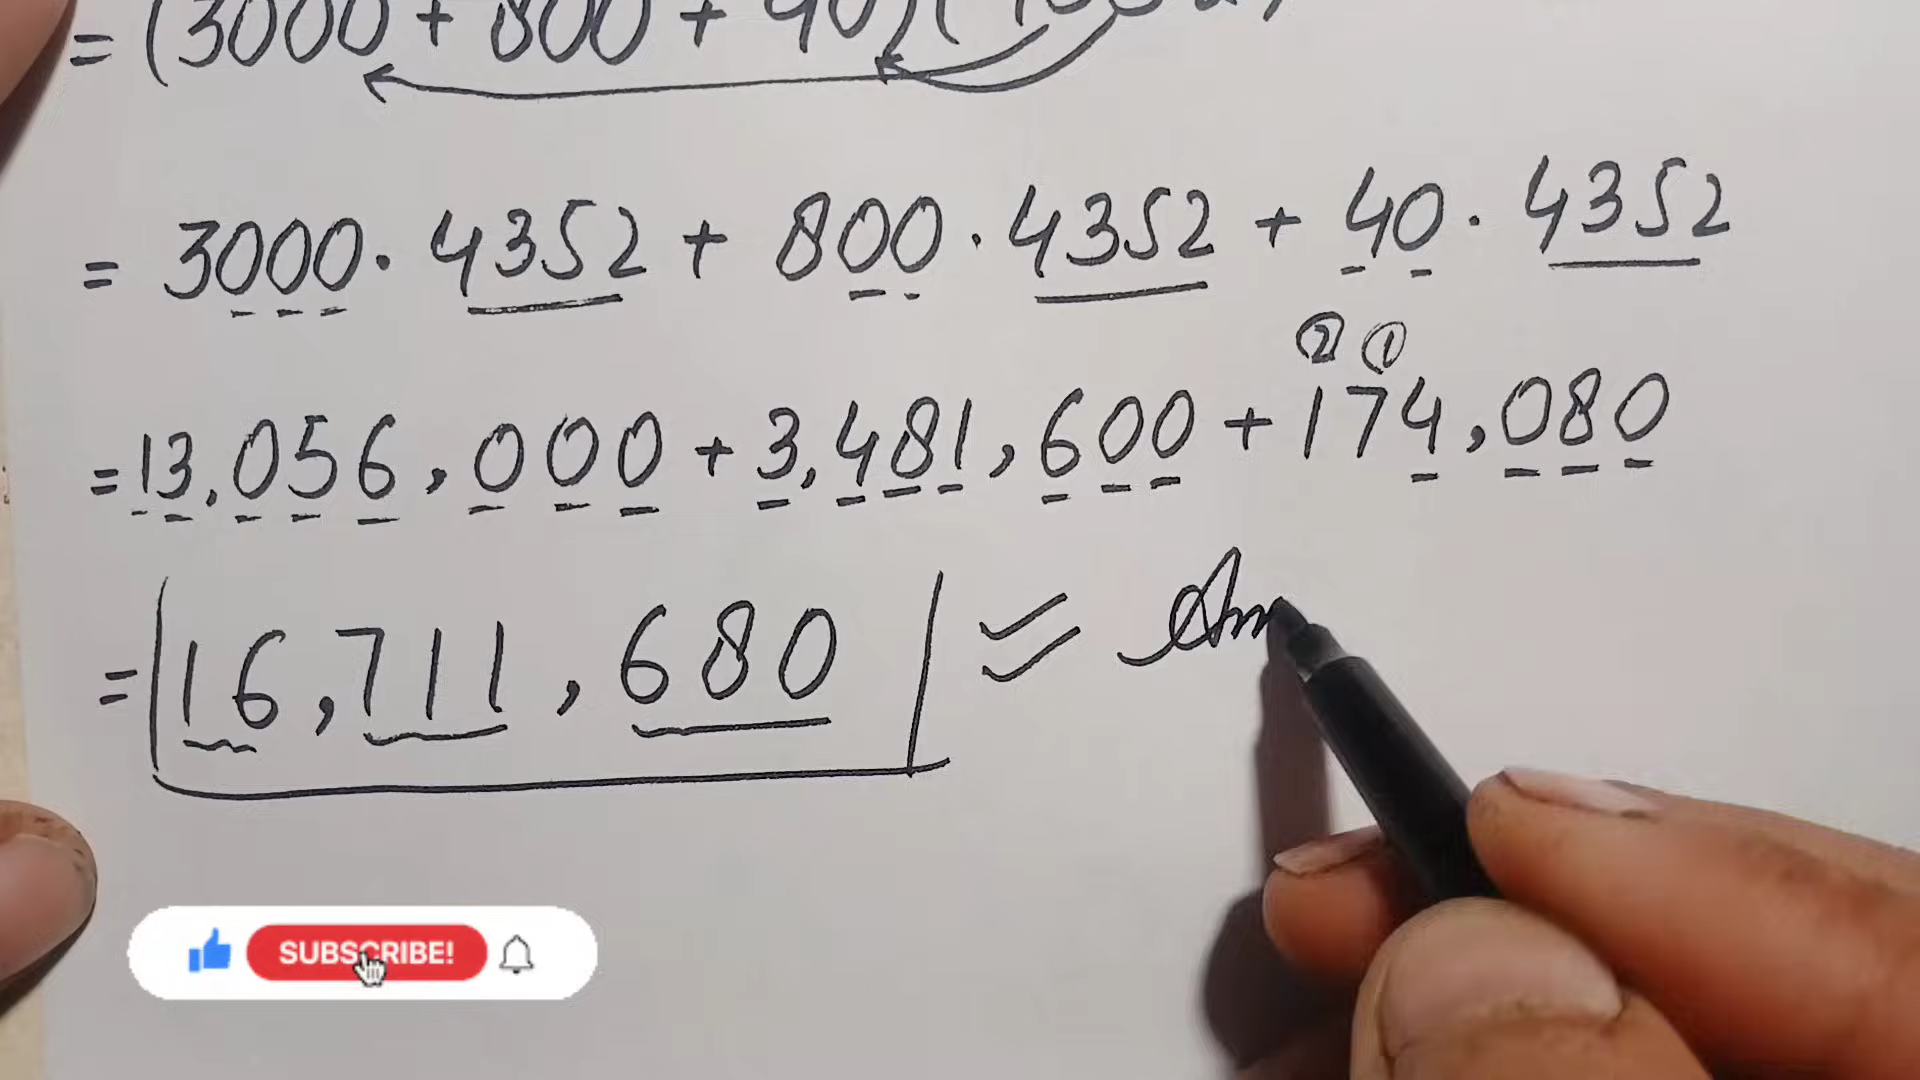 = (3000 + 800 + 40)(
= 3000 · 4352 + 800 · 4352 + 40 · 4352
② ①
= 13,056,000 + 3,481,600 + 174,080
= 16,711,680
SUBSCRIBE!